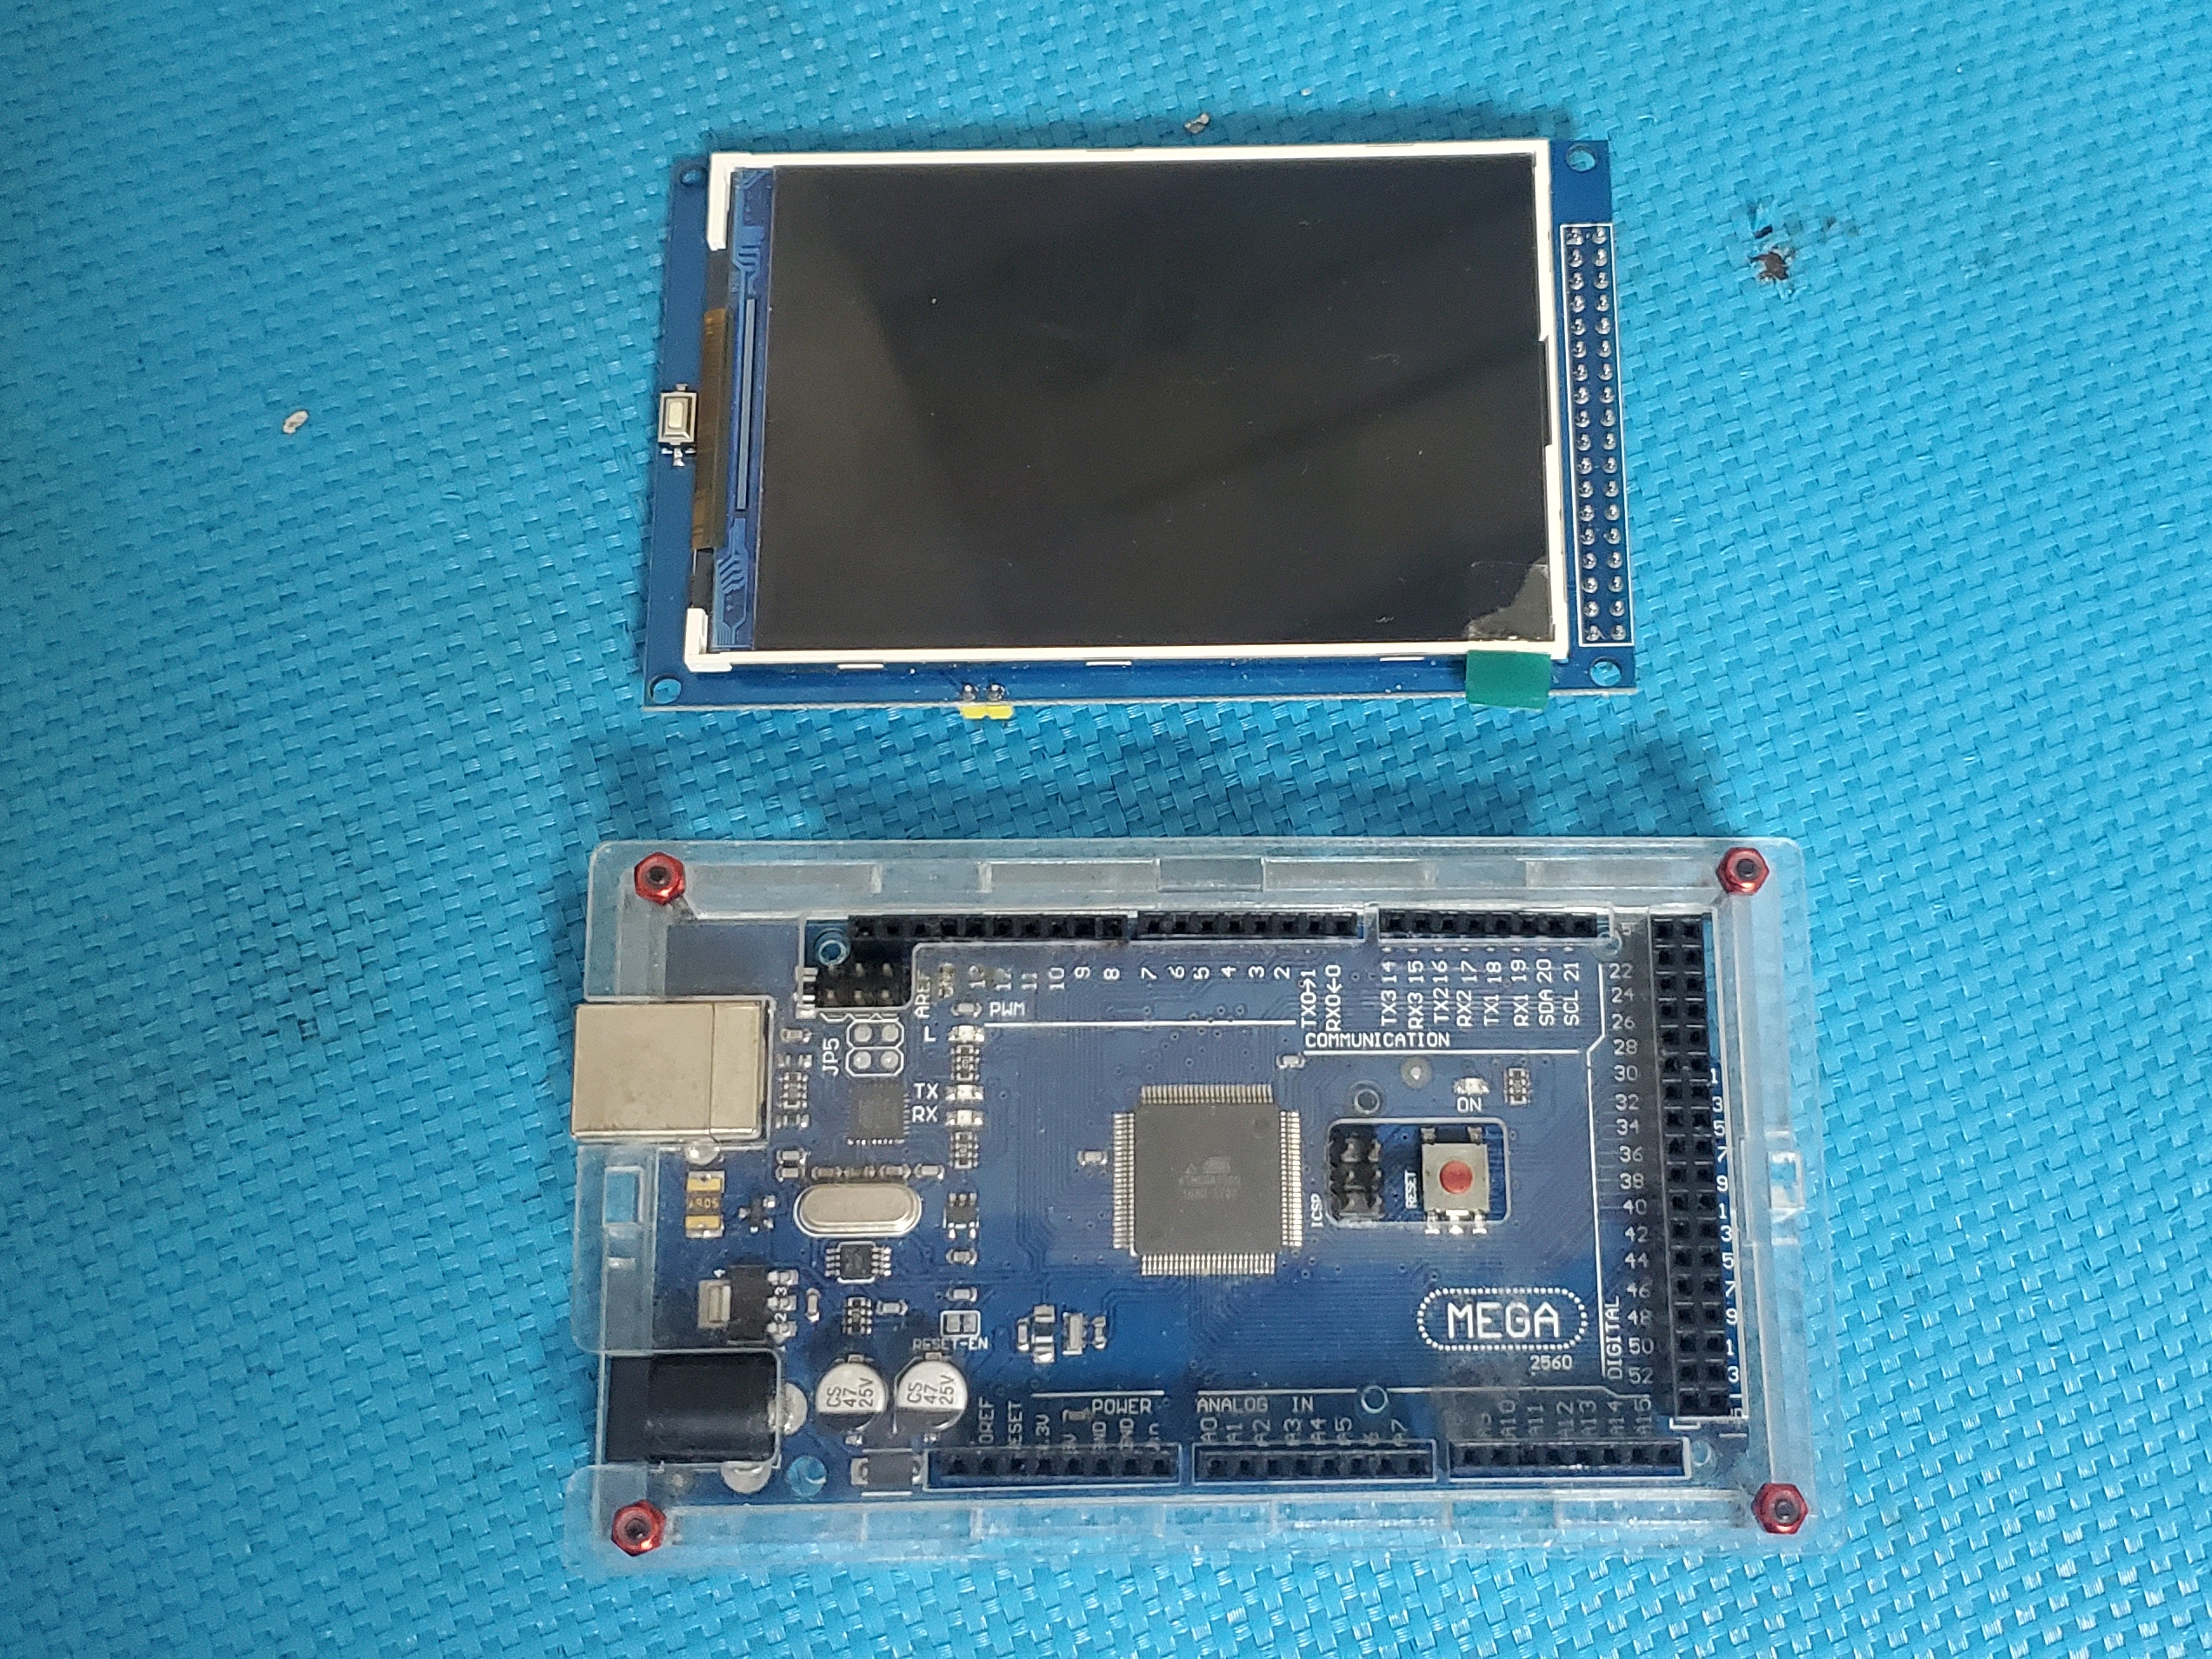 AREF
13
12
11
10
9
8
7
6
5
4
3
2
TX0→1
RX0←0
TX3 14
RX3 15
TX2 16
RX2 17
TX1 18
RX1 19
SDA 20
SCL 21
PWM
L
COMMUNICATION
JP5
TX
RX
ON
ICSP
RESET
22
24
26
28
30
32
34
36
38
40
42
44
46
48
50
52
DIGITAL
MEGA
2560
RESET-EN
CS
47
25V
CS
47
25V
POWER
ANALOG IN
A0
A1
A2
A3
A4
A5
A7
A10
A11
A12
A13
A14
A15